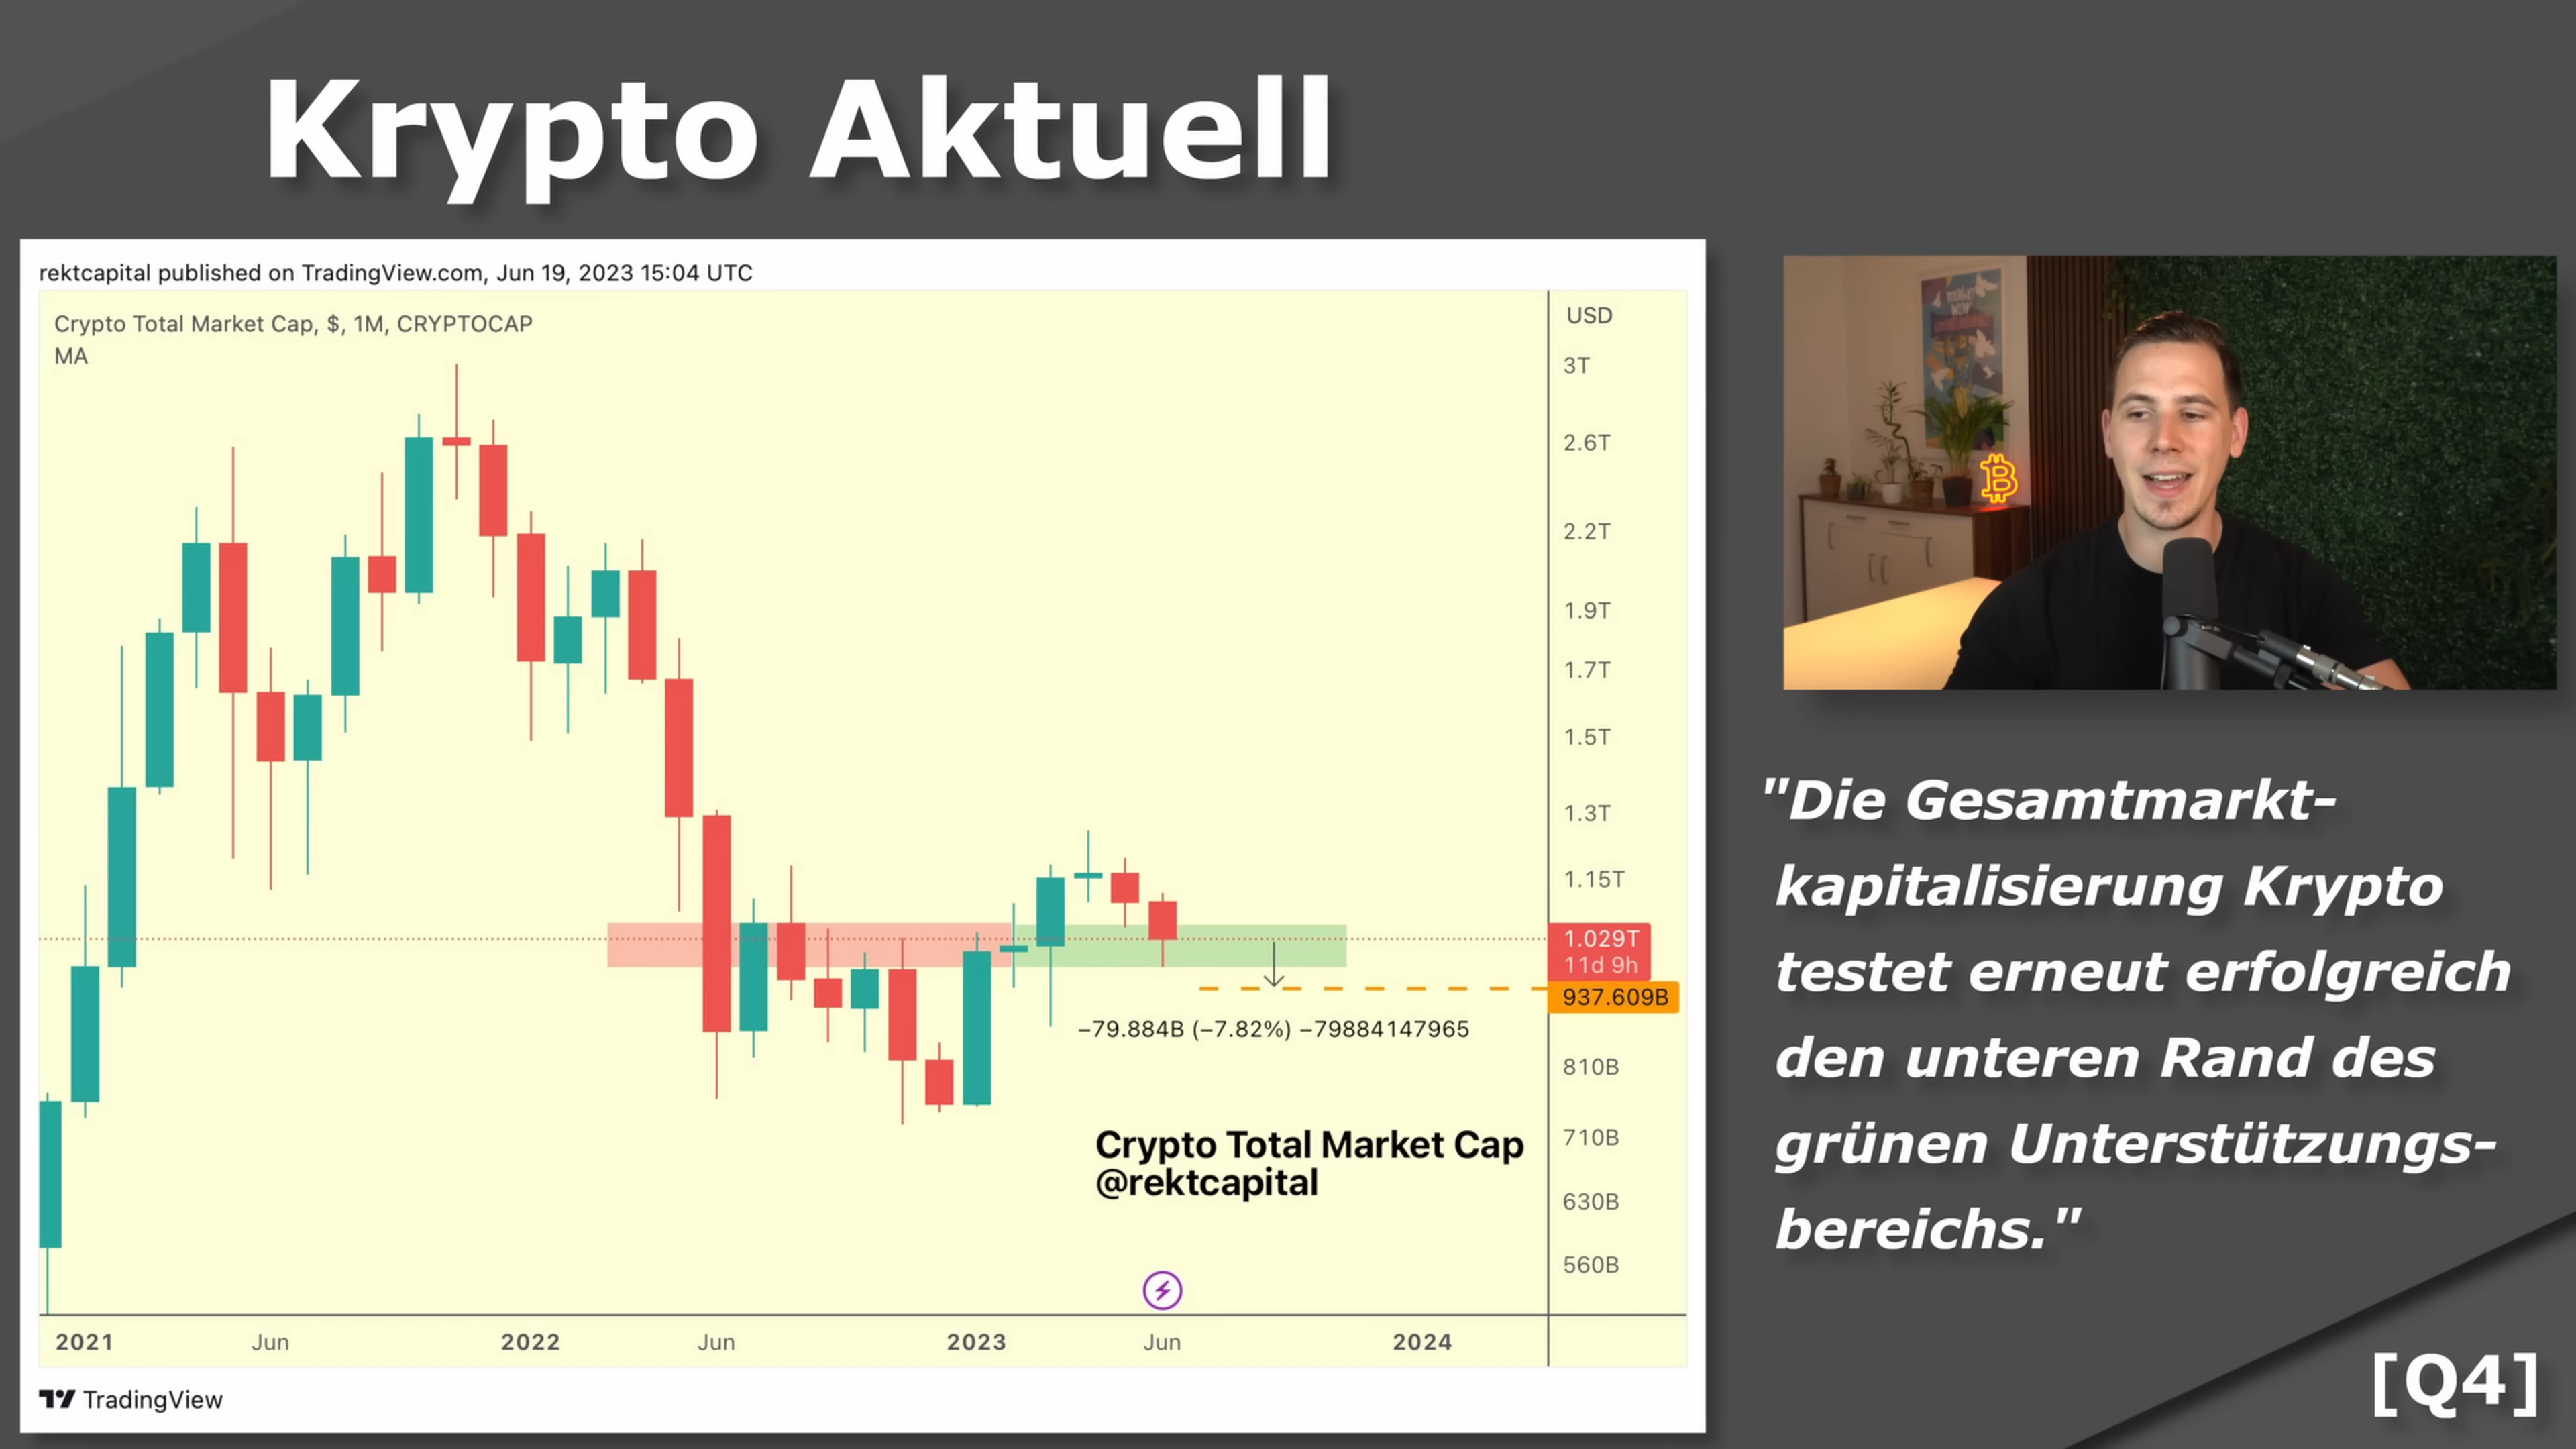 Krypto Aktuell
rektcapital published on TradingView.com, Jun 19, 2023 15:04 UTC
Crypto Total Market Cap, $, 1M, CRYPTOCAP
MA
USD
3T
2.6T
2.2T
1.9T
1.7T
1.5T
1.3T
1.15T
1.029T
11d 9h
937.609B
−79.884B (−7.82%) −79884147965
810B
710B
630B
560B
Crypto Total Market Cap
@rektcapital
2021 Jun 2022 Jun 2023 Jun 2024
TradingView
"Die Gesamtmarkt-
kapitalisierung Krypto
testet erneut erfolgreich
den unteren Rand des
grünen Unterstützungs-
bereichs."
[Q4]